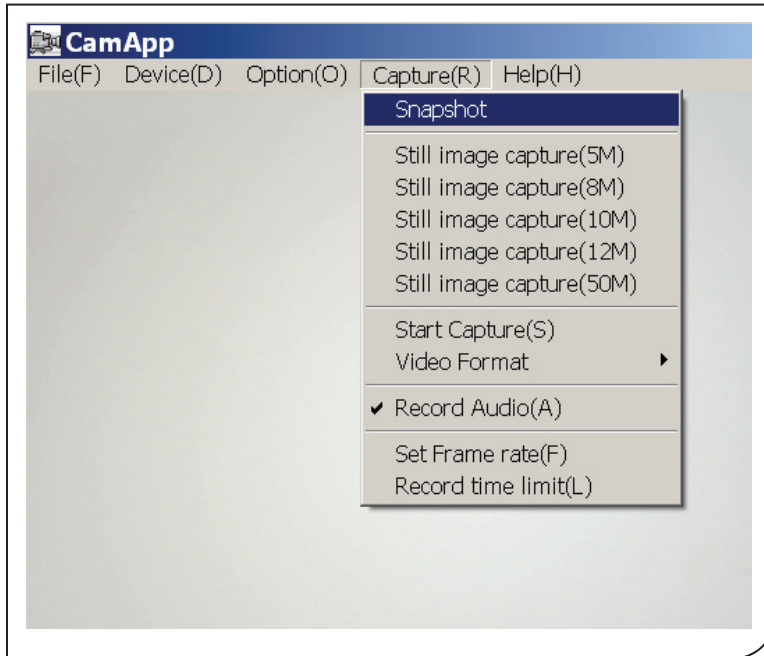 CamApp
File(F) Device(D) Option(O) Capture(R) Help(H)
Snapshot
Still image capture(5M)
Still image capture(8M)
Still image capture(10M)
Still image capture(12M)
Still image capture(50M)
Start Capture(S)
Video Format
Record Audio(A)
Set Frame rate(F)
Record time limit(L)